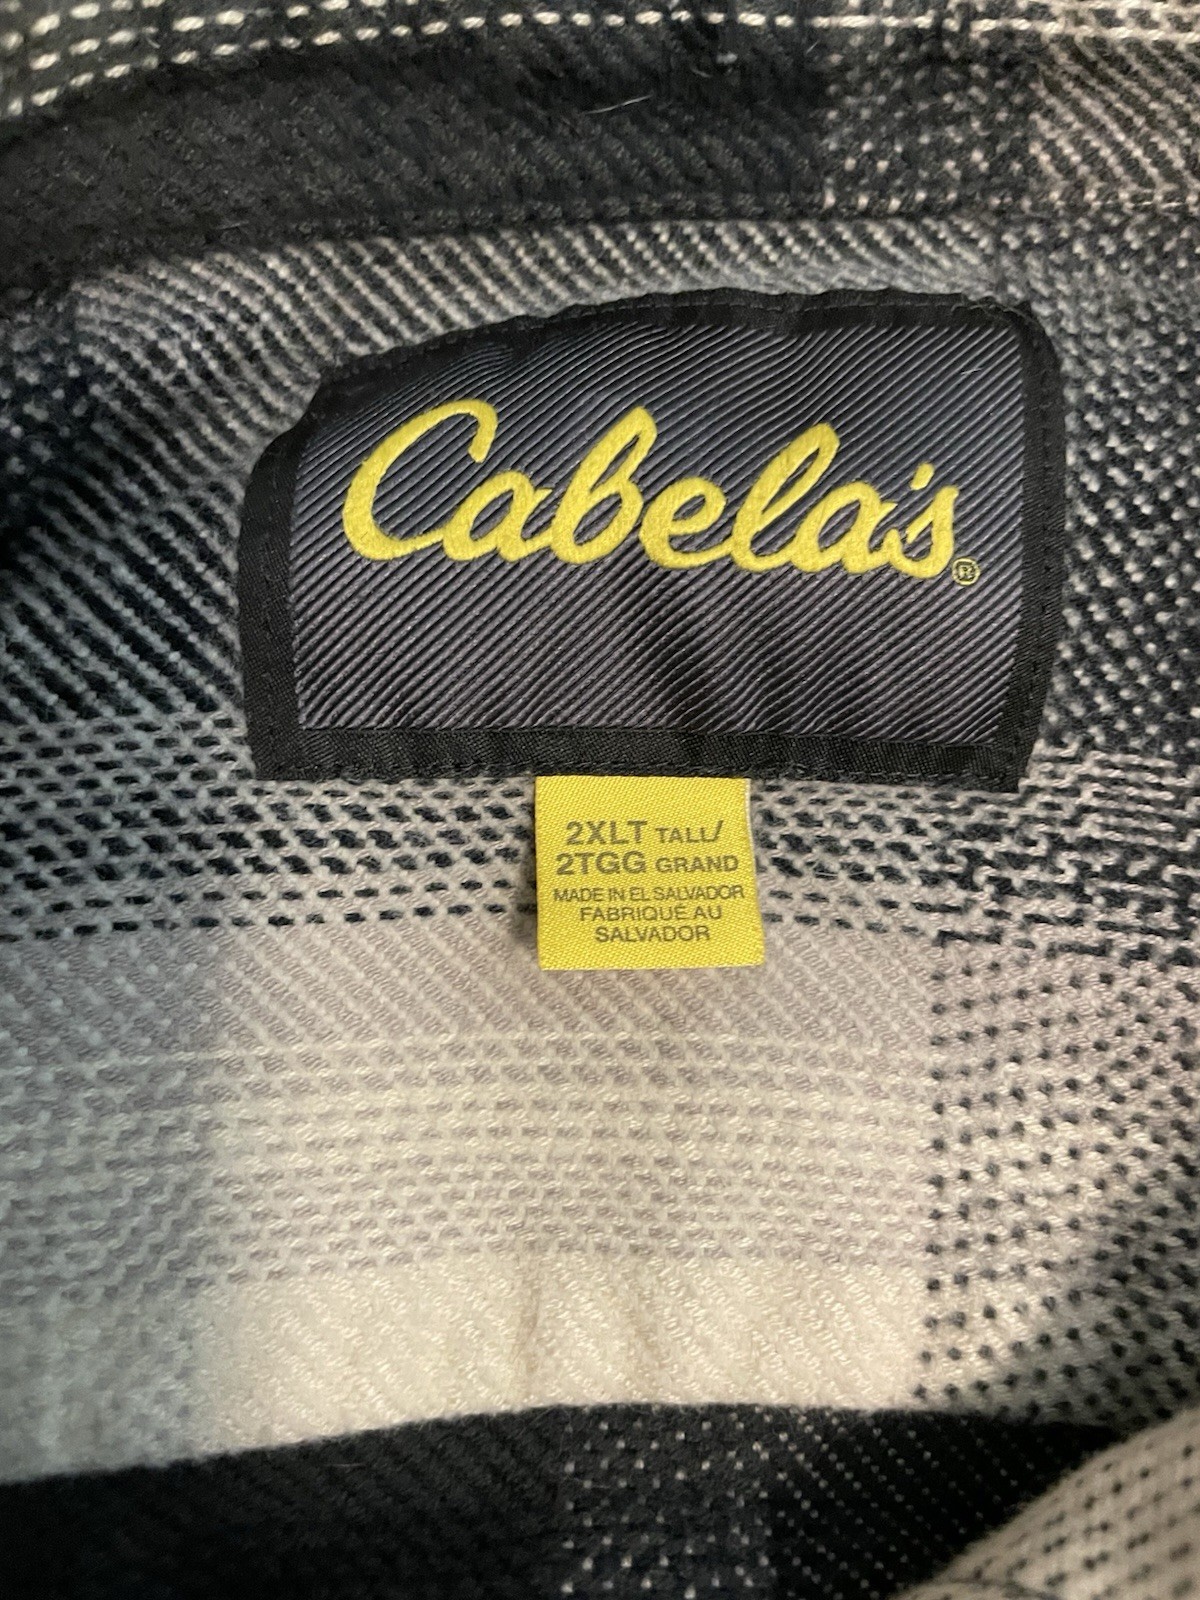 Cabela's®
2XLT TALL/
2TGG GRAND
MADE IN EL SALVADOR
FABRIQUÉ AU
SALVADOR